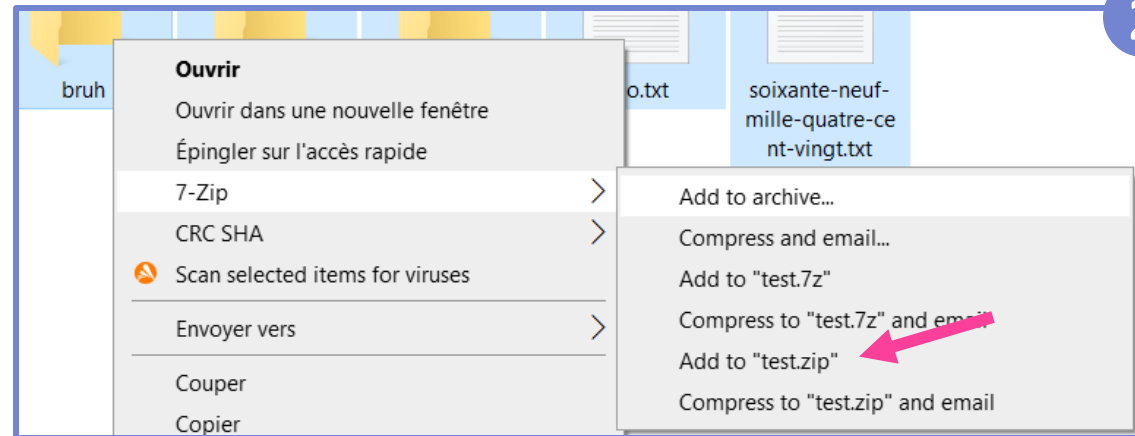 2
bruh
o.txt
soixante-neuf-
mille-quatre-ce
nt-vingt.txt
Ouvrir
Ouvrir dans une nouvelle fenêtre
Épingler sur l'accès rapide
7-Zip
CRC SHA
Scan selected items for viruses
Envoyer vers
Couper
Copier
Add to archive...
Compress and email...
Add to "test.7z"
Compress to "test.7z" and email
Add to "test.zip"
Compress to "test.zip" and email